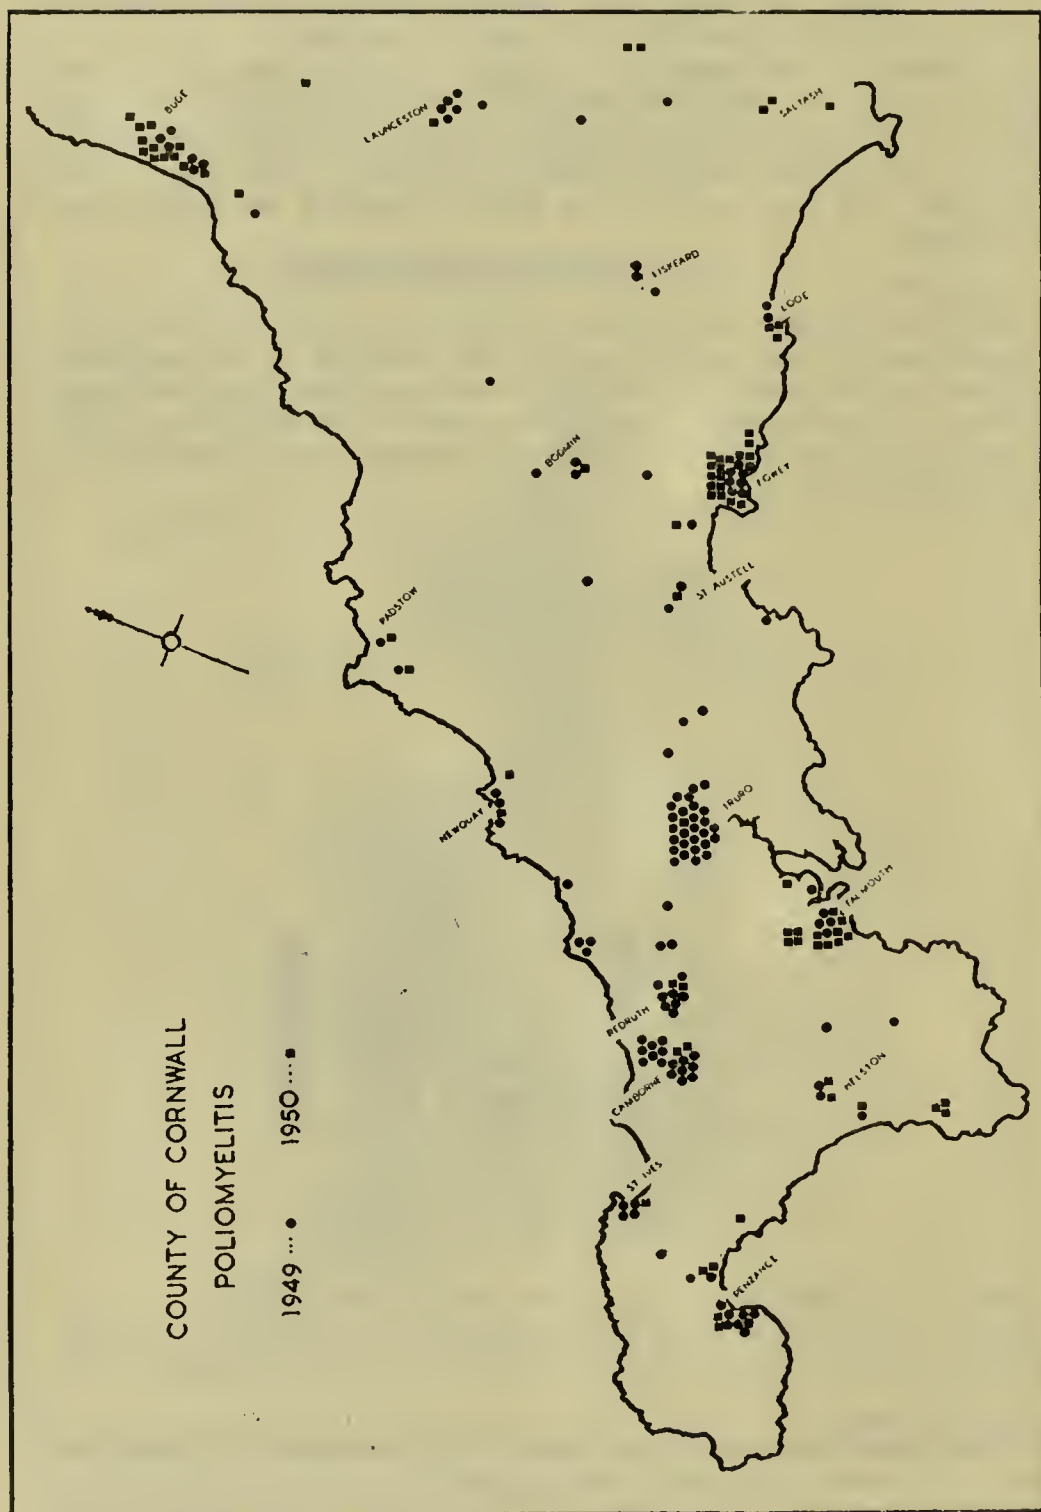 COUNTY OF CORNWALL
POLIOMYELITIS
1949 ... ● 1950 ... ■
BUDE
LAUNCESTON
SALTASH
LISKEARD
LOOE
BODMIN
FOWEY
ST AUSTELL
PADSTOW
NEWQUAY
TRURO
FALMOUTH
REDRUTH
CAMBORNE
HELSTON
ST IVES
PENZANCE